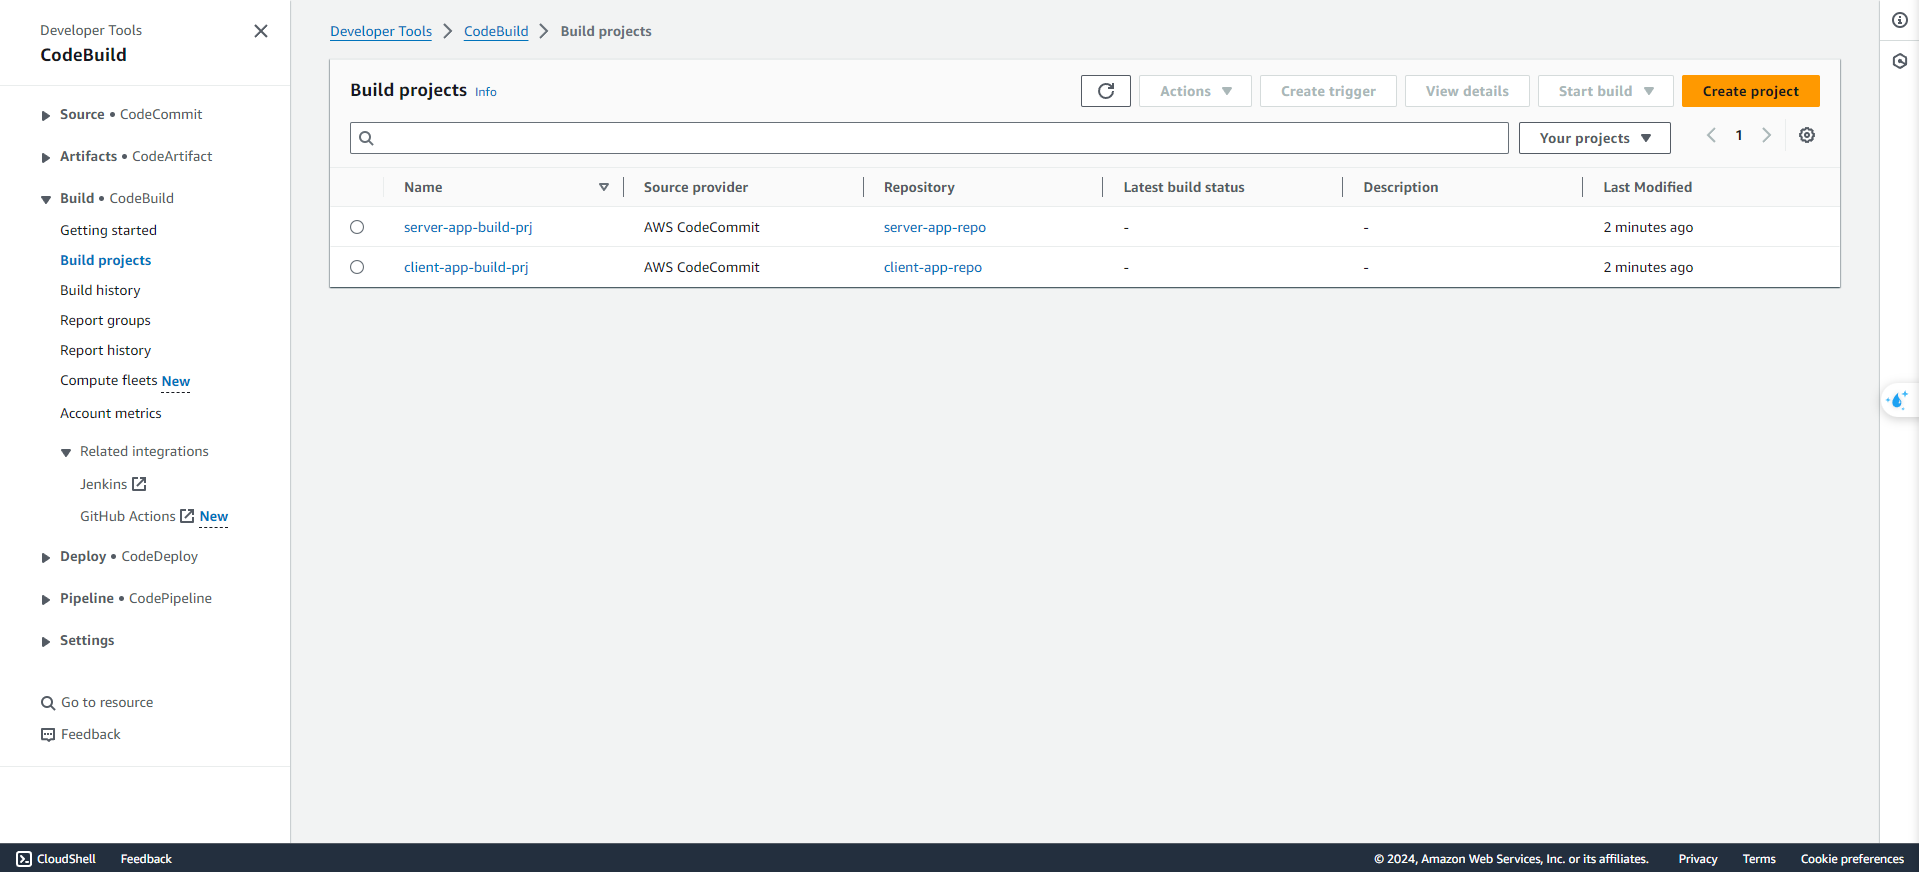 Developer Tools
CodeBuild
Source • CodeCommit
Artifacts • CodeArtifact
Build • CodeBuild
Getting started
Build projects
Build history
Report groups
Report history
Compute fleets New
Account metrics
Related integrations
Jenkins
GitHub Actions New
Deploy • CodeDeploy
Pipeline • CodePipeline
Settings
Go to resource
Feedback
Developer Tools CodeBuild Build projects
Build projects Info Actions Create trigger View details Start build Create project
Your projects 1
Name Source provider Repository Latest build status Description Last Modified
server-app-build-prj AWS CodeCommit server-app-repo - - 2 minutes ago
client-app-build-prj AWS CodeCommit client-app-repo - - 2 minutes ago
CloudShell Feedback © 2024, Amazon Web Services, Inc. or its affiliates. Privacy Terms Cookie preferences